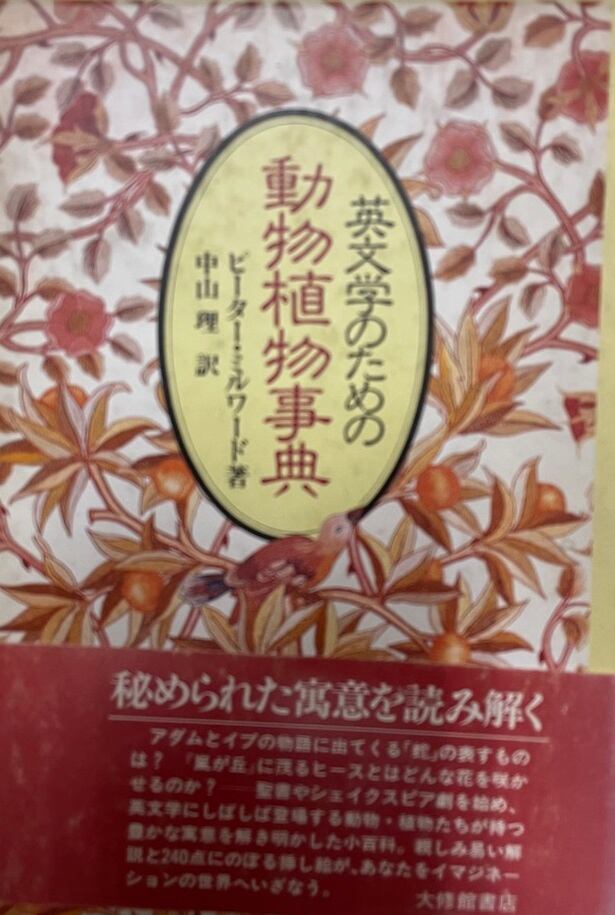 英文学のための
動物植物事典
ピーター・ミルワード著
中山 理 訳
秘められた寓意を読み解く
アダムとイブの物語に出てくる「蛇」の表すもの
は? 『嵐が丘』に茂るヒースとはどんな花を咲か
せるのか?──聖書やシェイクスピア劇を始め、
英文学にしばしば登場する動物・植物たちが持つ
豊かな寓意を解き明かした小百科。親しみ易い解
説と240点にのぼる挿し絵が、あなたをイマジネー
ションの世界へいざなう。
大修館書店